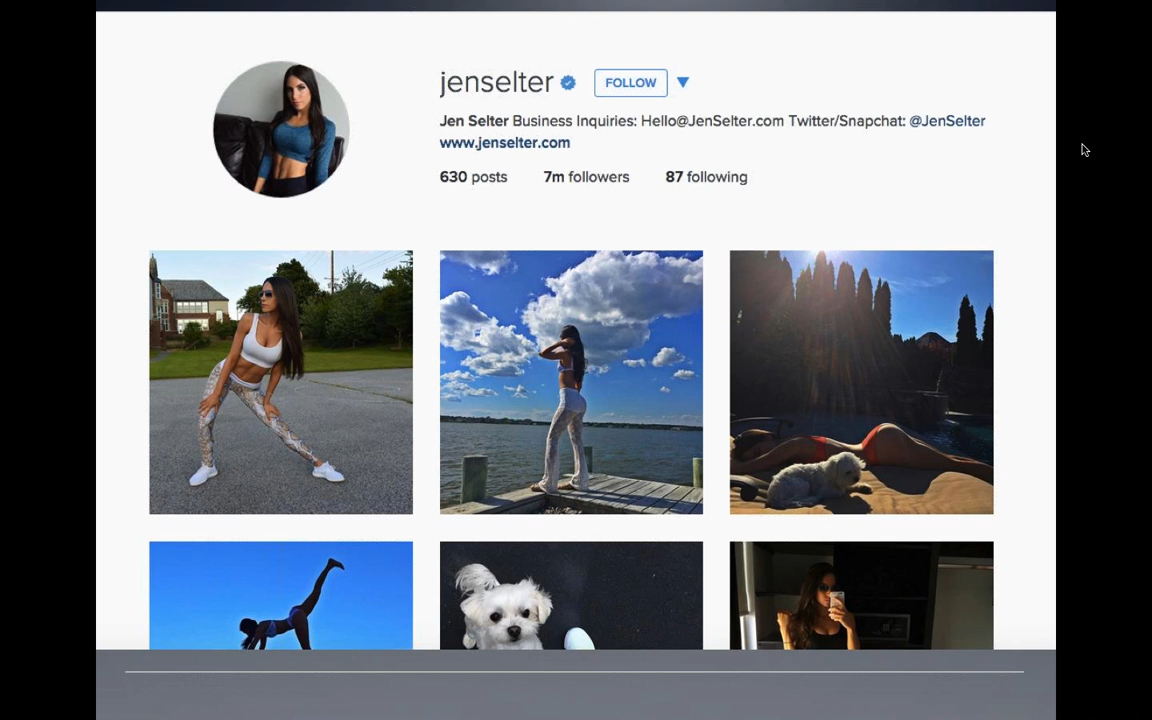 jenselter FOLLOW
Jen Selter Business Inquiries: Hello@JenSelter.com Twitter/Snapchat: @JenSelter
www.jenselter.com
630 posts 7m followers 87 following